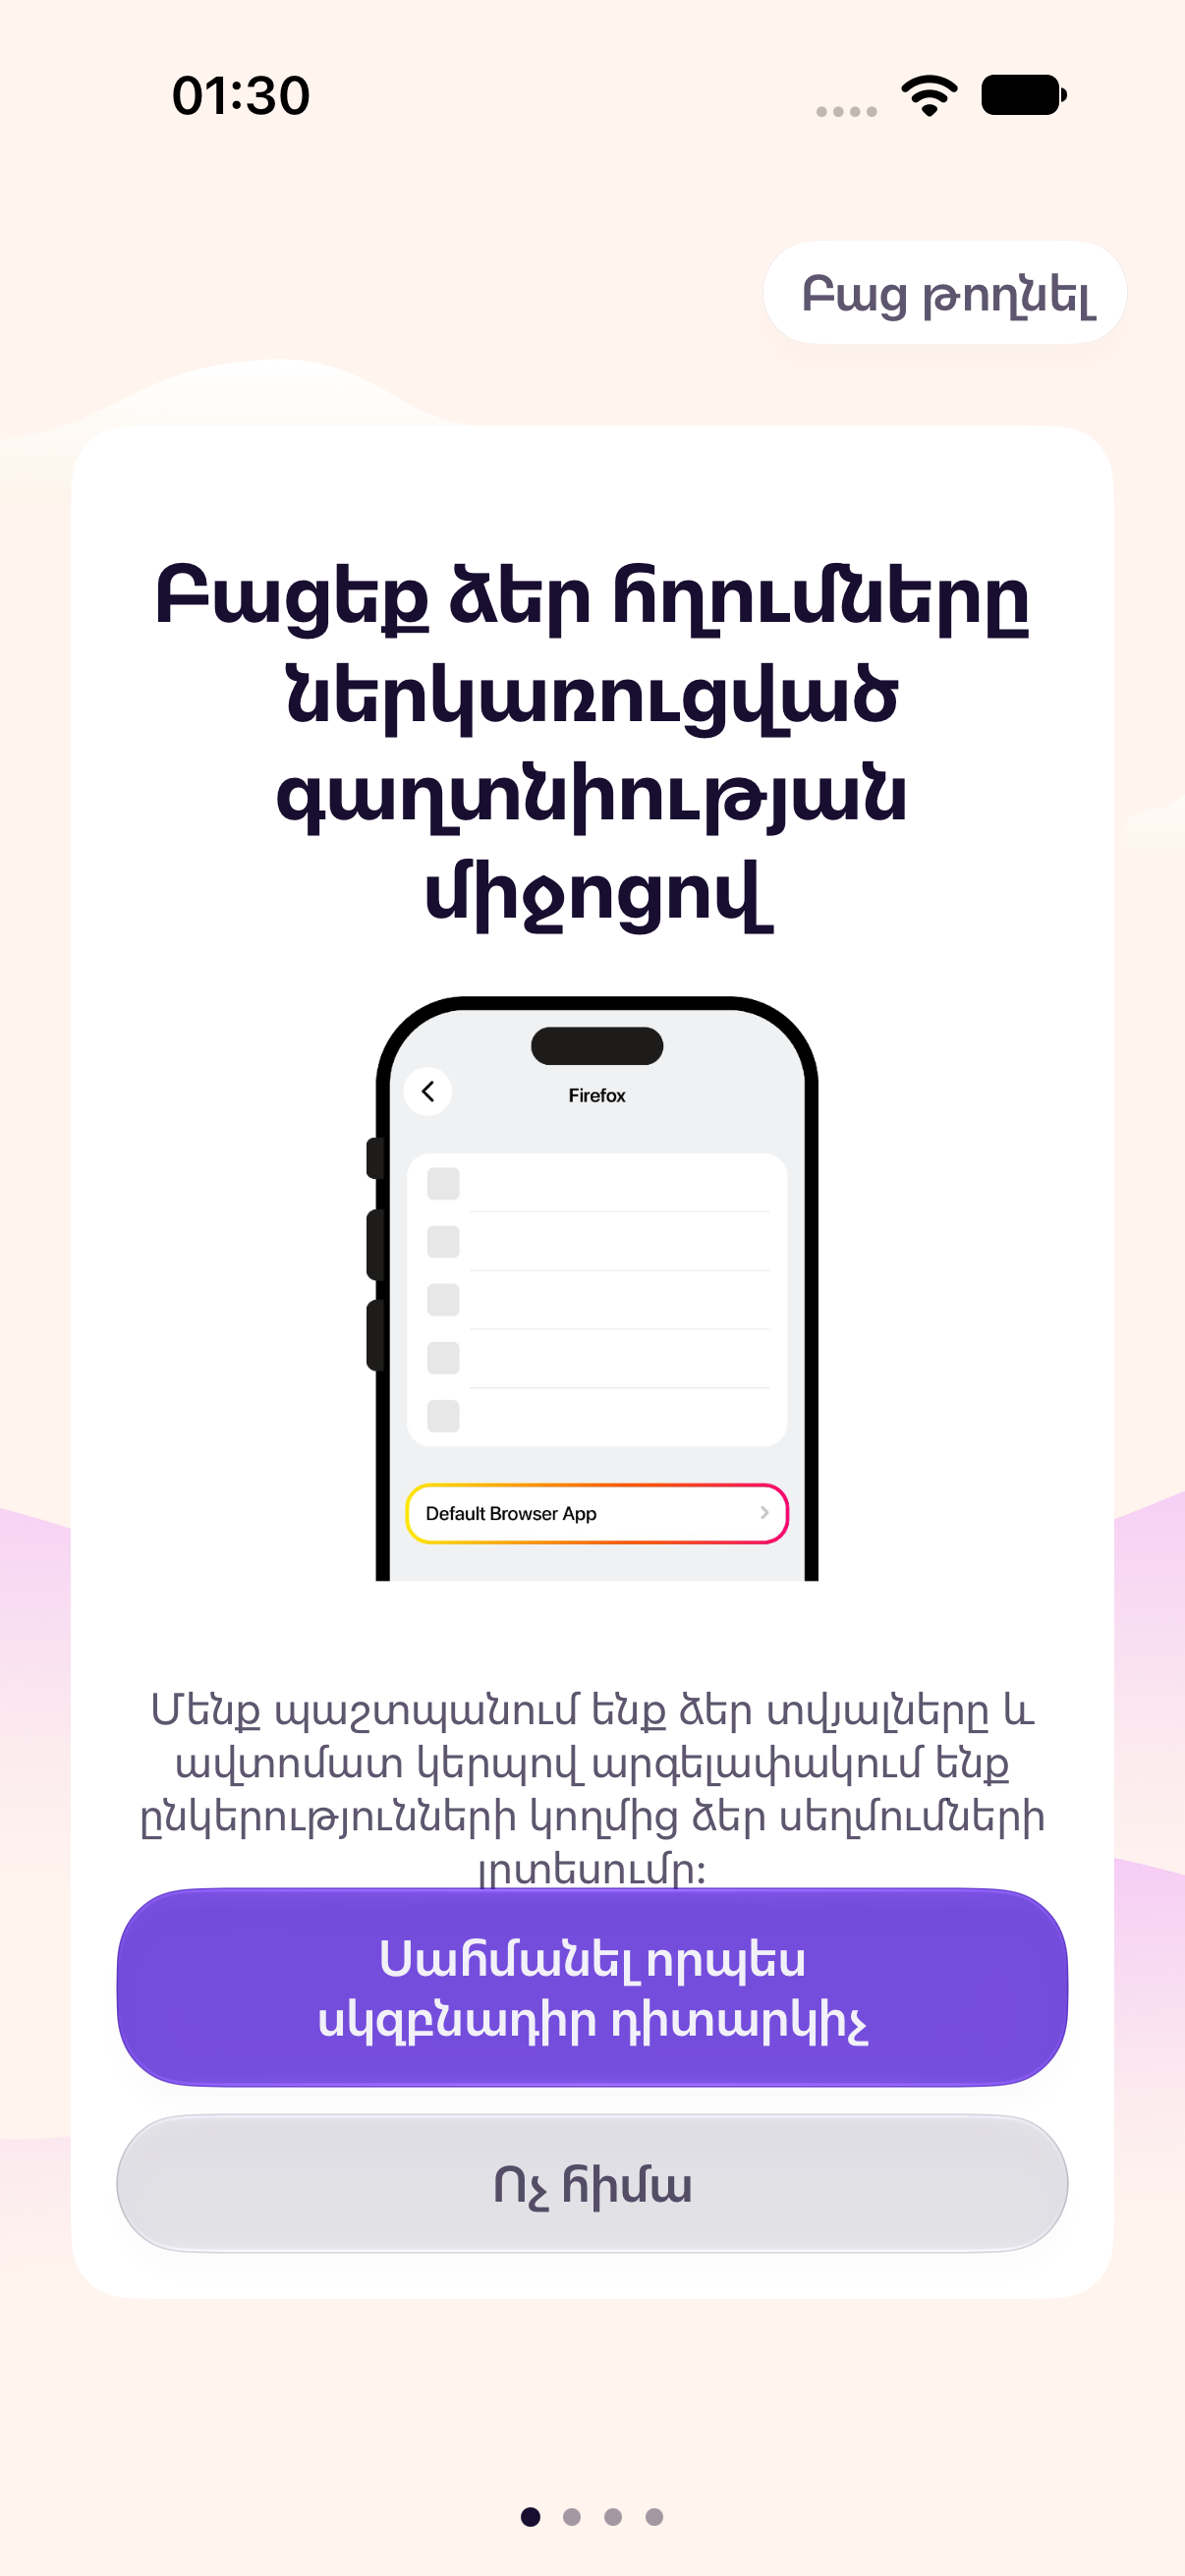 01:30
Բաց թողնել
Բացեք ձեր հղումները
ներկառուցված
գաղտնիության
միջոցով
Firefox
Default Browser App
Մենք պաշտպանում ենք ձեր տվյալները և
ավտոմատ կերպով արգելափակում ենք
ընկերությունների կողմից ձեր սեղմումների
լրտեսումը:
Սահմանել որպես
սկզբնադիր դիտարկիչ
Ոչ հիմա